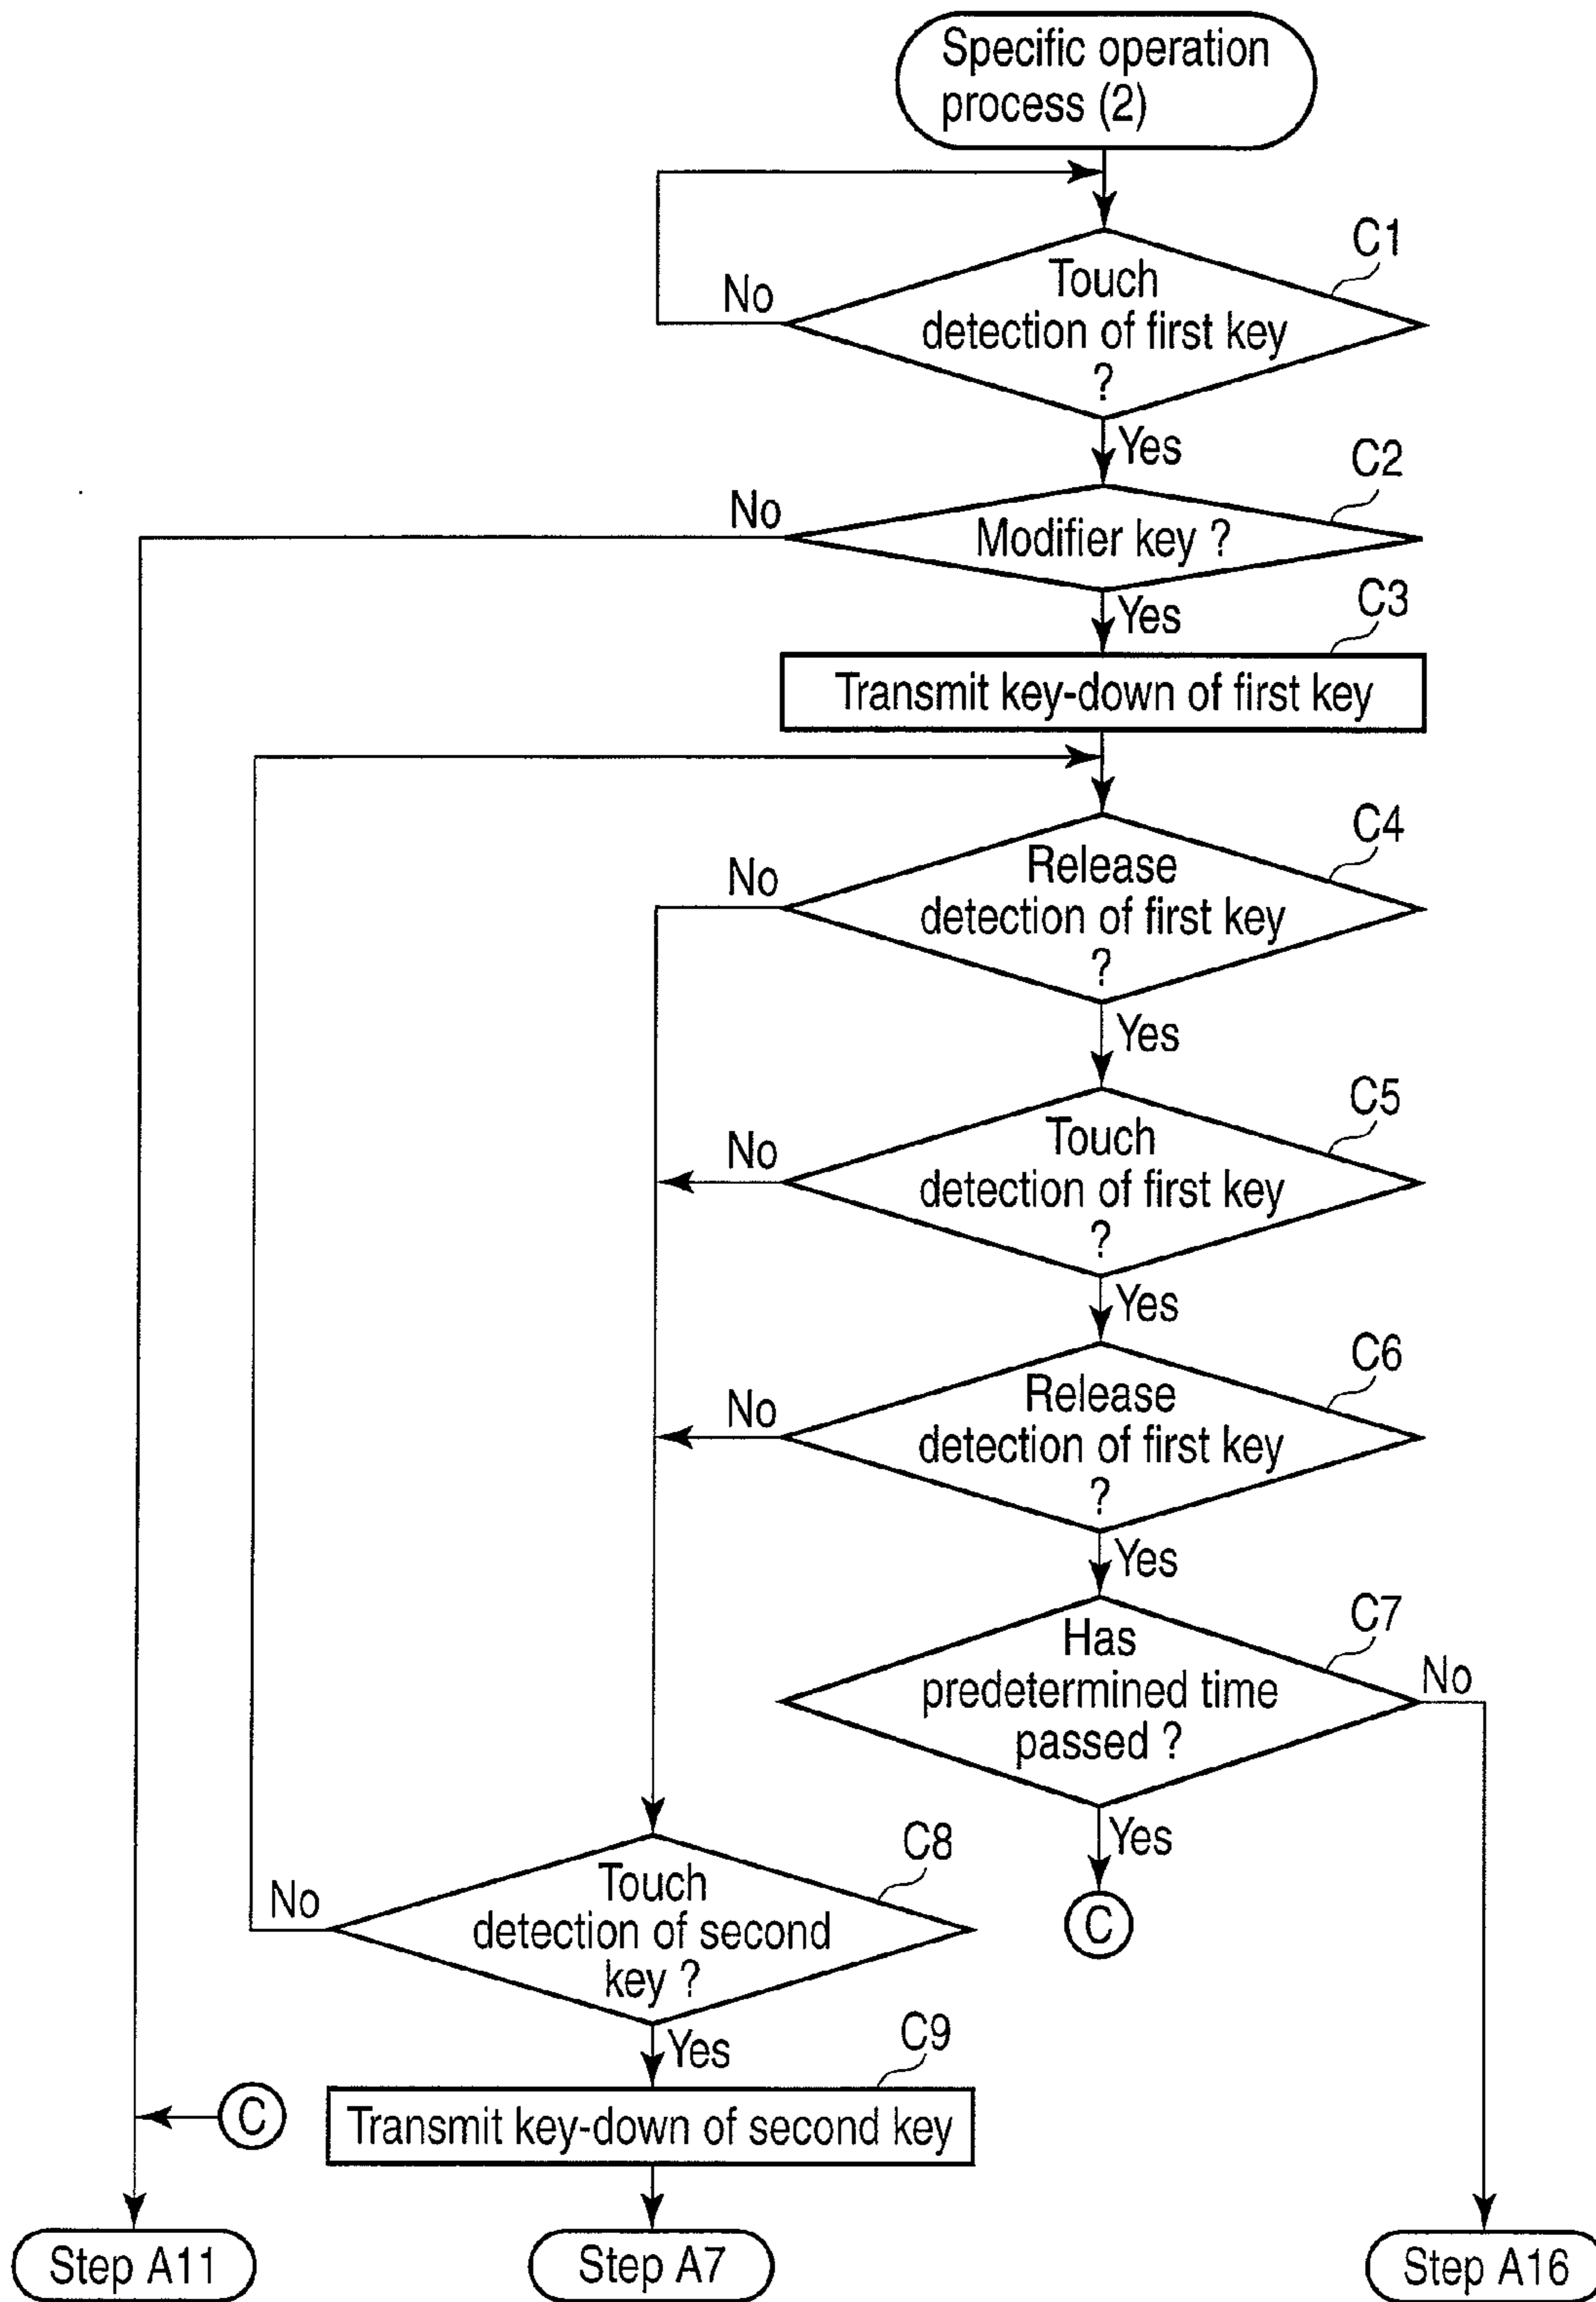 Specific operation
process (2)
C1
No
Touch
detection of first key
?
Yes
C2
No
Modifier key ?
Yes
C3
Transmit key-down of first key
C4
No
Release
detection of first key
?
Yes
C5
No
Touch
detection of first key
?
Yes
C6
No
Release
detection of first key
?
Yes
C7
Has
predetermined time
passed ?
No
Yes
C
C8
No
Touch
detection of second
key ?
Yes
C9
C
Transmit key-down of second key
Step A11
Step A7
Step A16